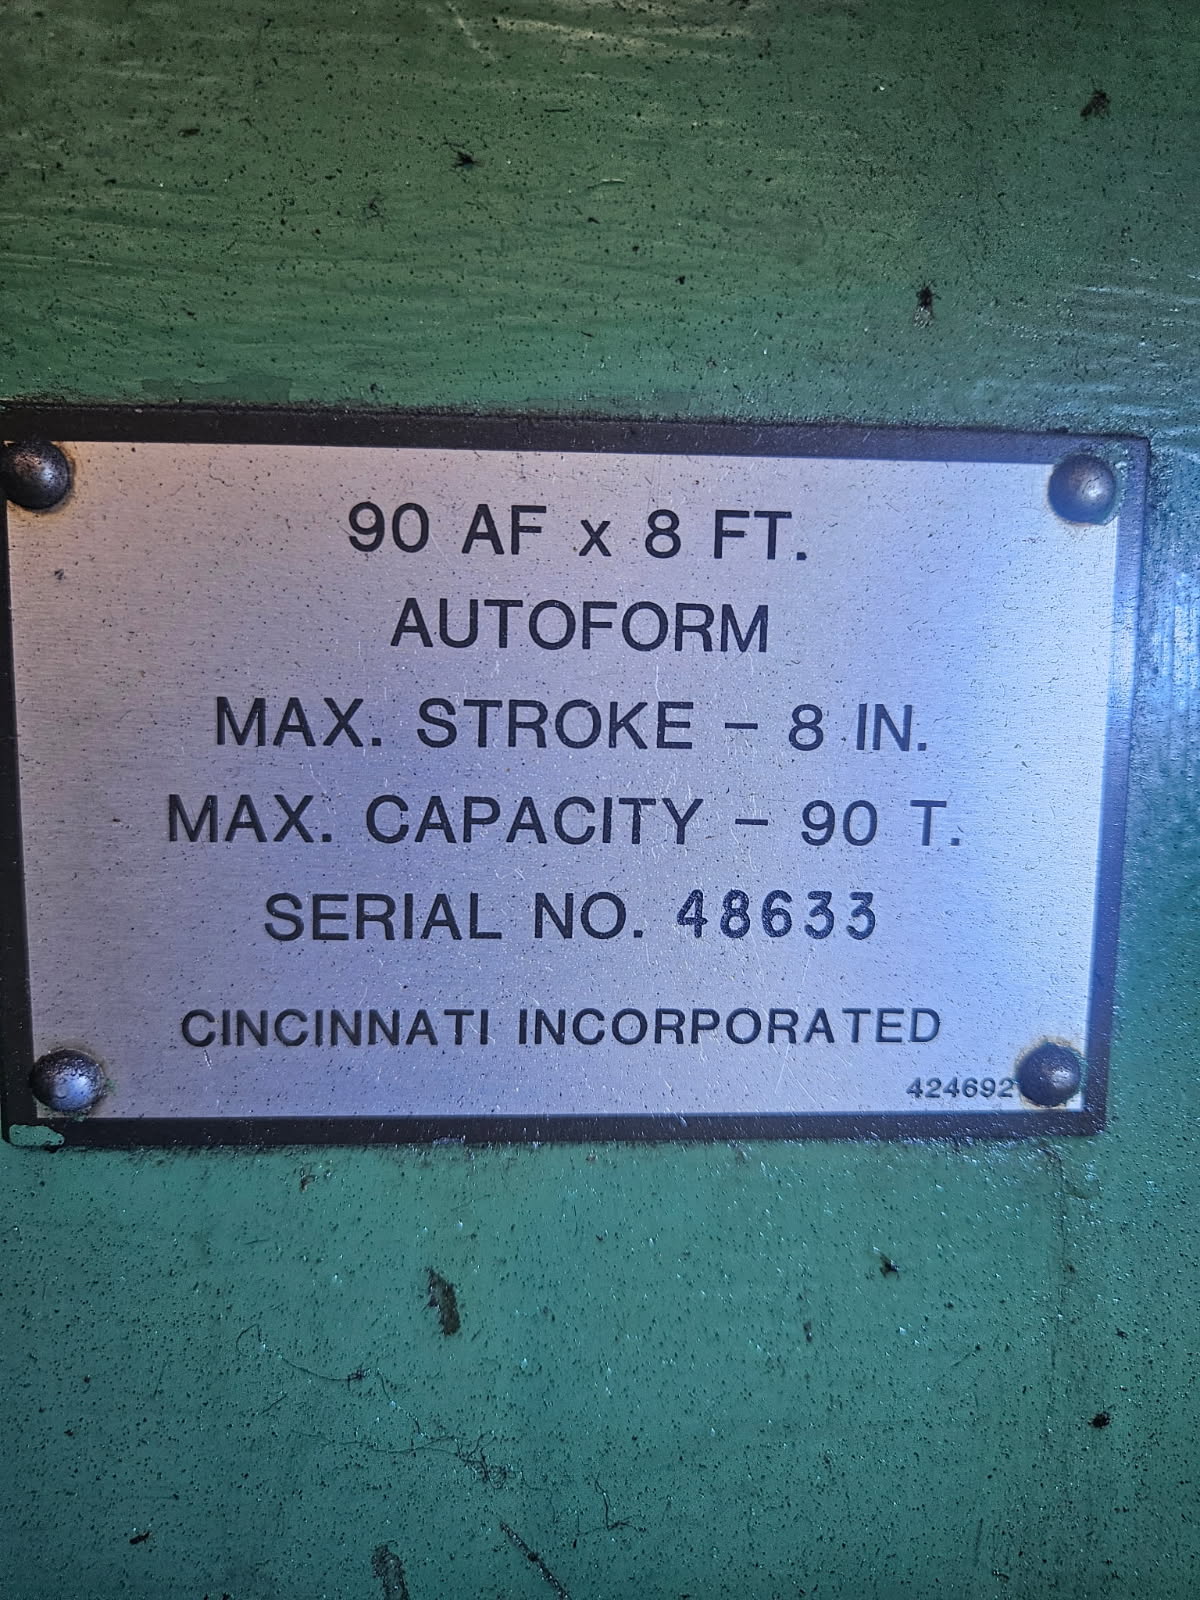 90 AF x 8 FT.
AUTOFORM
MAX. STROKE – 8 IN.
MAX. CAPACITY – 90 T.
SERIAL NO. 48633
CINCINNATI INCORPORATED
424692